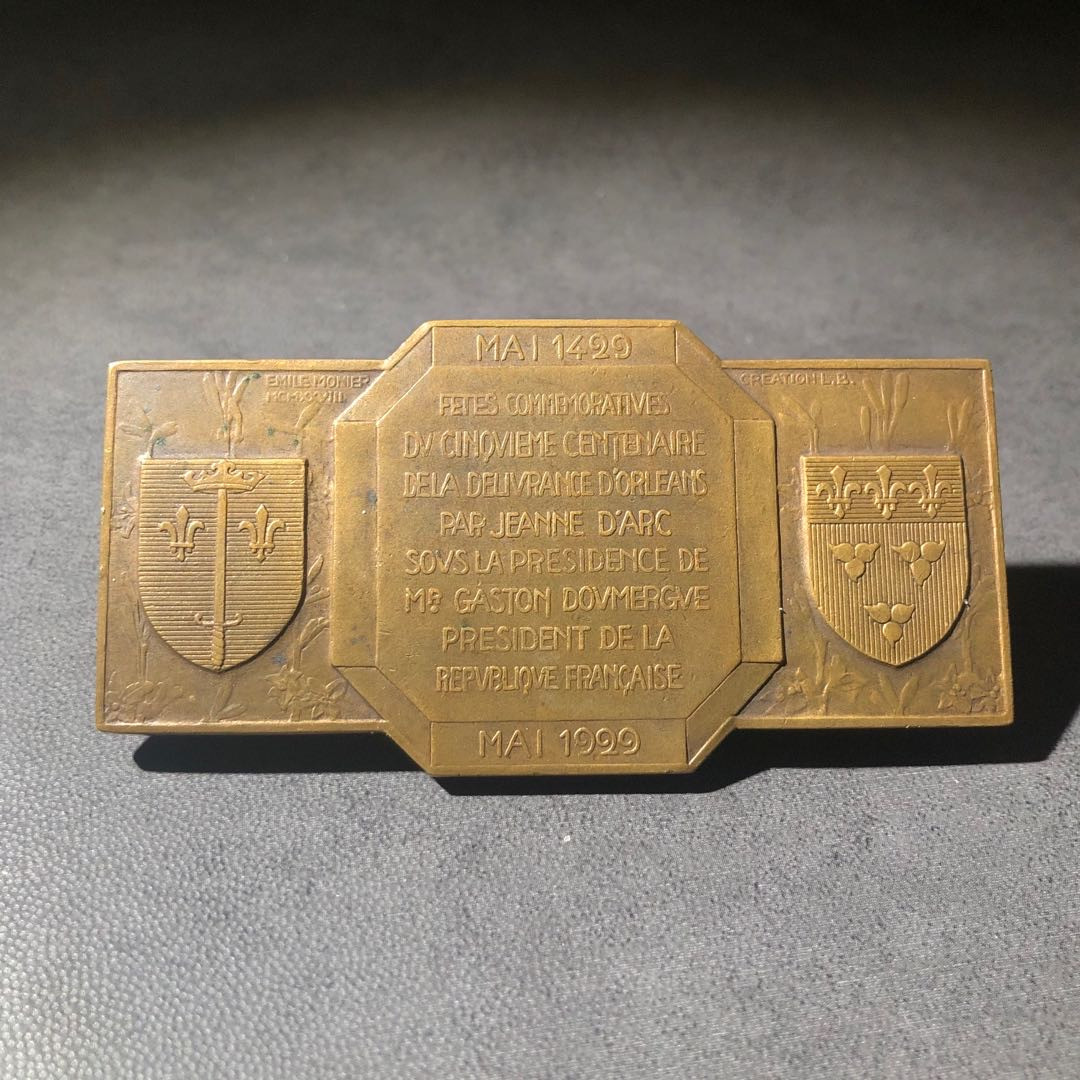 MAI 1429
EMILE MONIER
MCMXXVIII
CREATION L.B.
FETES COMMEMORATIVES
DV CINQVIEME CENTENAIRE
DE LA DELIVRANCE D'ORLEANS
PAR JEANNE D'ARC
SOVS LA PRESIDENCE DE
MR GASTON DOVMERGVE
PRESIDENT DE LA
REPVBLIQVE FRANÇAISE
MAI 1929